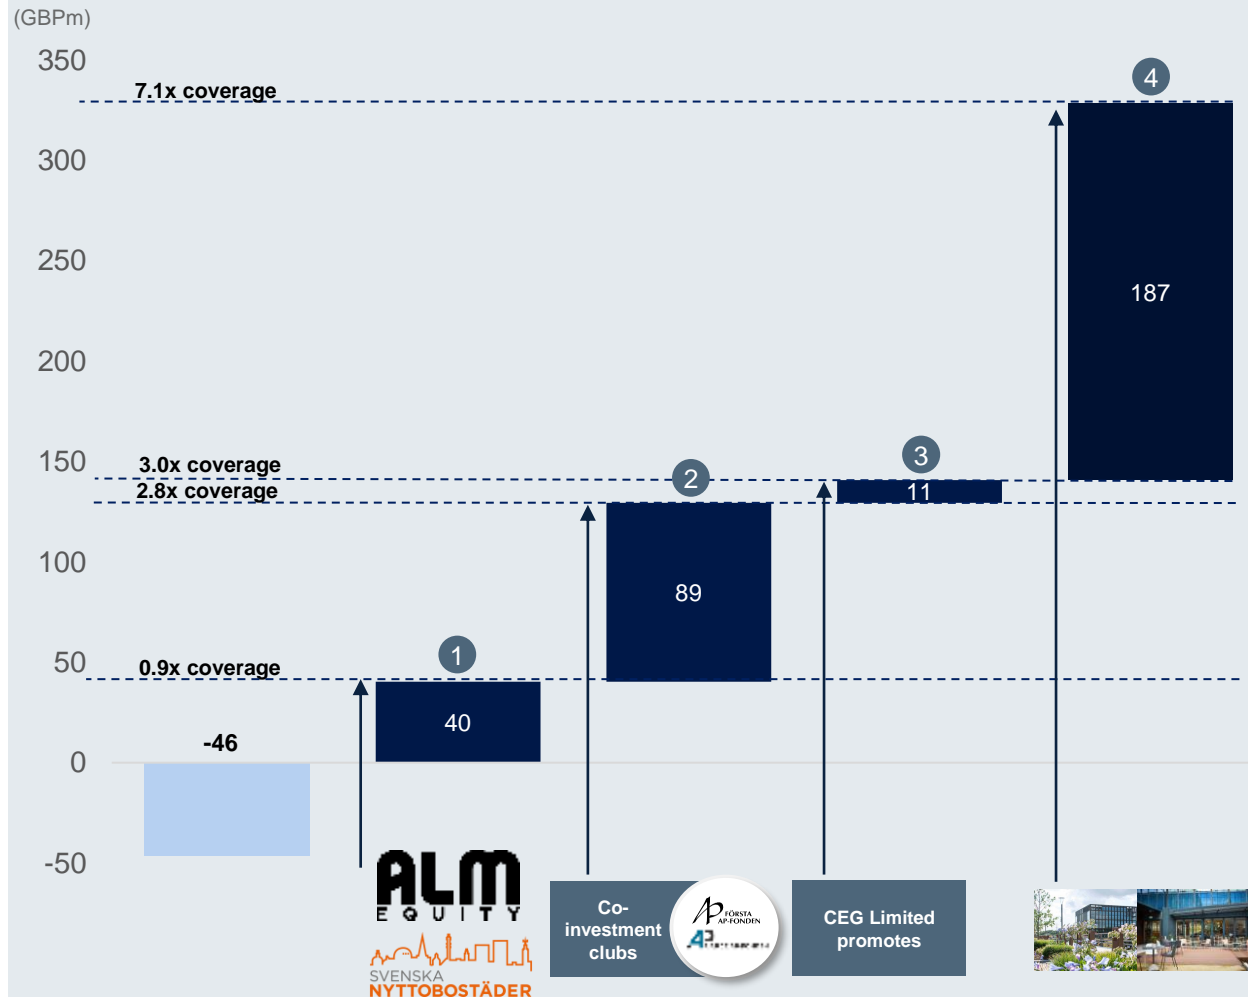 (GBPm)
350
7.1x coverage
4
300
250
187
200
150
3.0x coverage
3
2
2.8x coverage
11
100
89
50
0.9x coverage
1
40
-46
0
-50
ALM
EQUITY
SVENSKA
NYTTOBOSTÄDER
Co-
investment
clubs
AP FÖRSTA
AP-FONDEN
CEG Limited
promotes